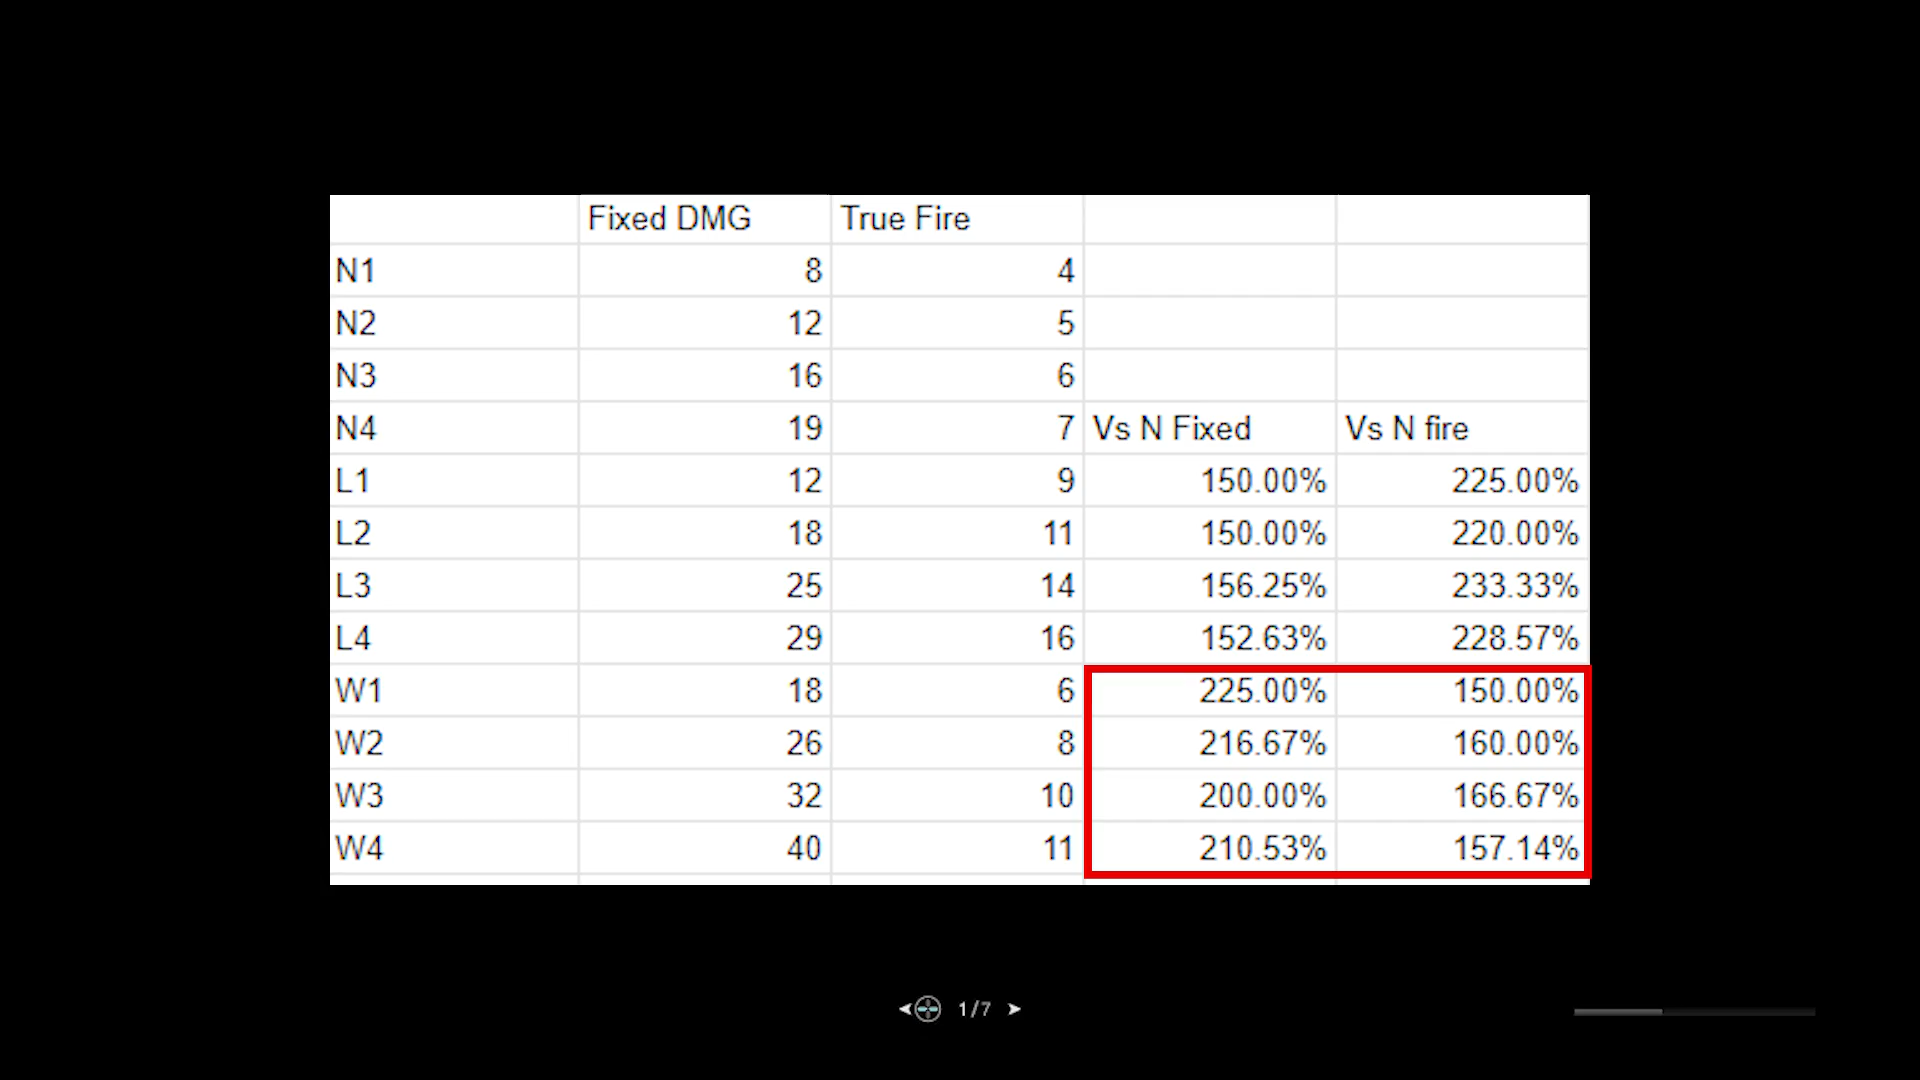 Fixed DMG True Fire
N1 8 4
N2 12 5
N3 16 6
N4 19 7 Vs N Fixed Vs N fire
L1 12 9 150.00% 225.00%
L2 18 11 150.00% 220.00%
L3 25 14 156.25% 233.33%
L4 29 16 152.63% 228.57%
W1 18 6 225.00% 150.00%
W2 26 8 216.67% 160.00%
W3 32 10 200.00% 166.67%
W4 40 11 210.53% 157.14%
1/7